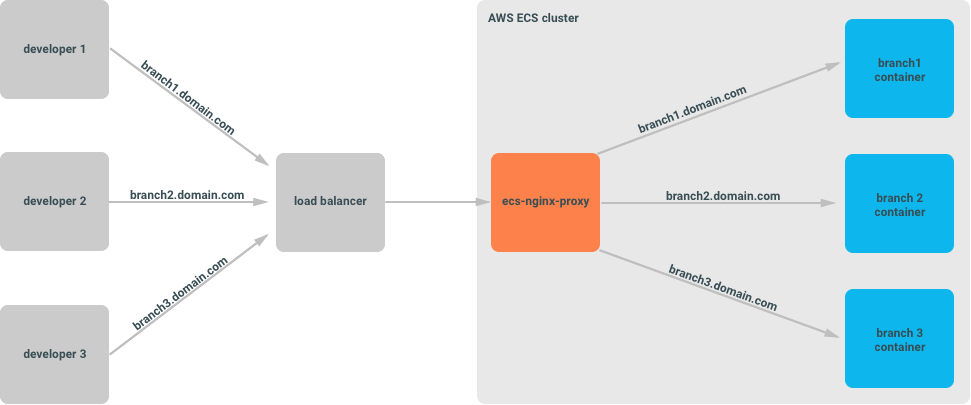 AWS ECS cluster
developer 1
branch1.domain.com
branch1.domain.com
branch1
container
developer 2
branch2.domain.com
load balancer
ecs-nginx-proxy
branch2.domain.com
branch 2
container
developer 3
branch3.domain.com
branch3.domain.com
branch 3
container